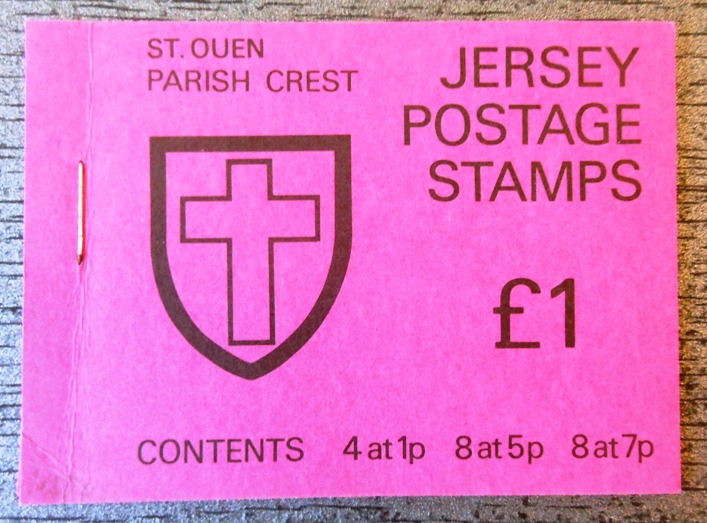 ST. OUEN
PARISH CREST
JERSEY
POSTAGE
STAMPS
£1
CONTENTS 4 at 1p 8 at 5p 8 at 7p